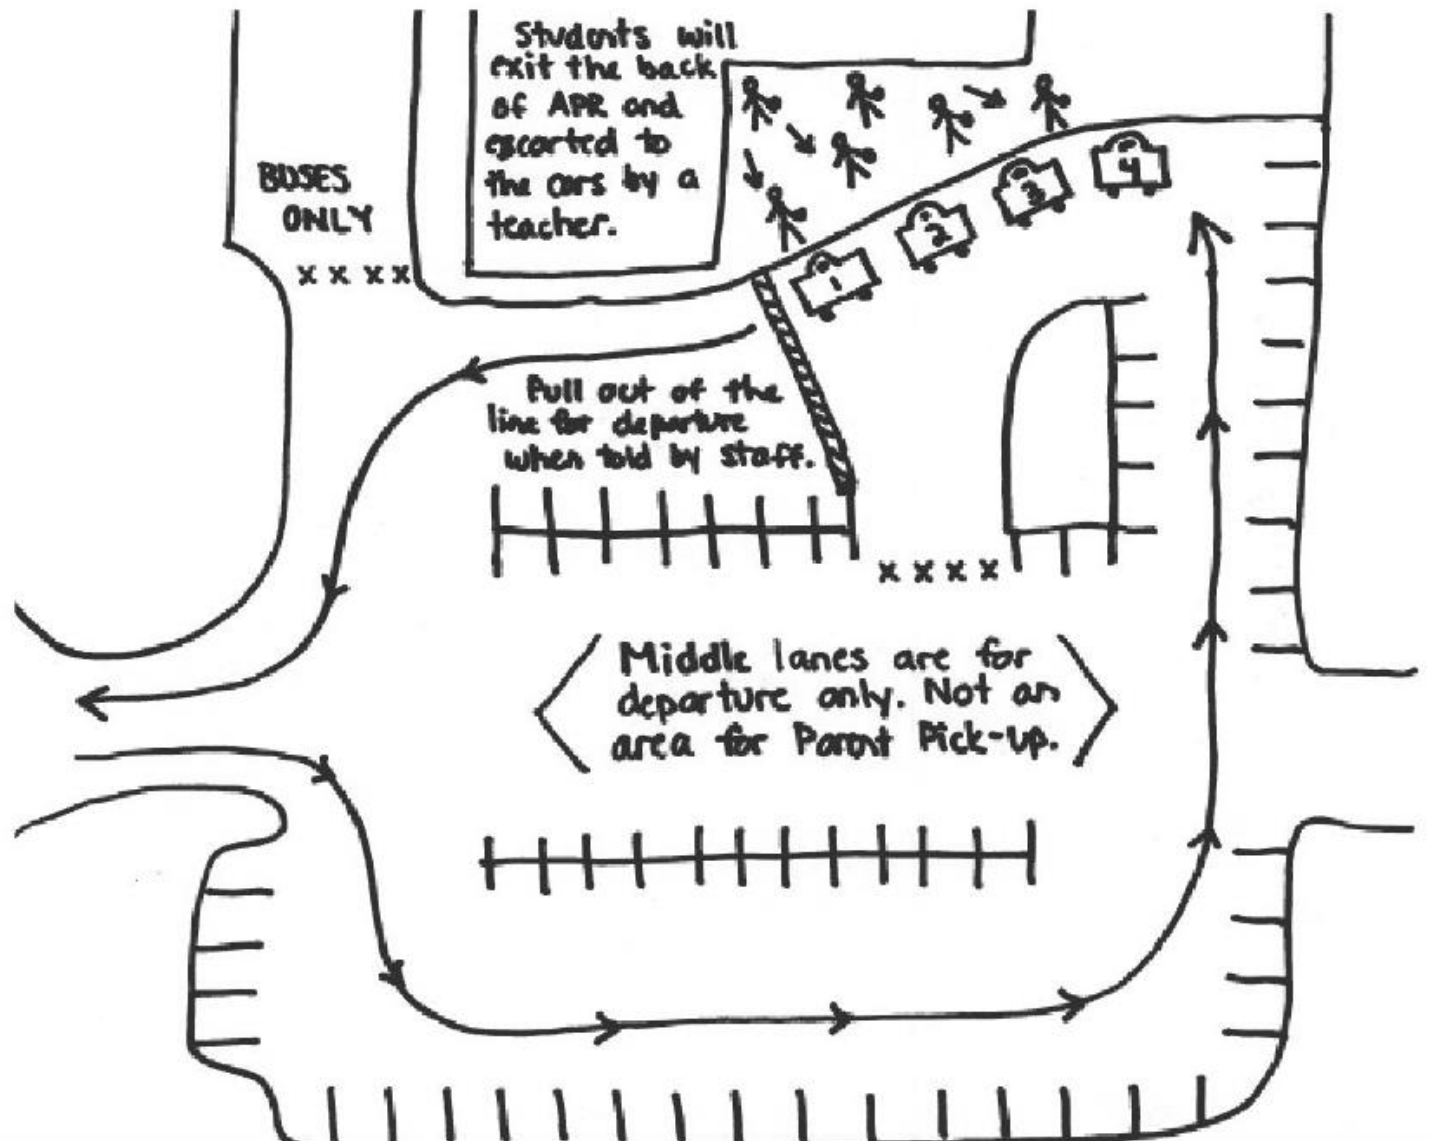 Students will
exit the back
of APR and
escorted to
the cars by a
teacher.
BUSES
ONLY
x x x x
1
2
3
4
Pull out of the
line for departure
when told by staff.
x x x x
Middle lanes are for
departure only. Not an
area for Parent Pick-up.